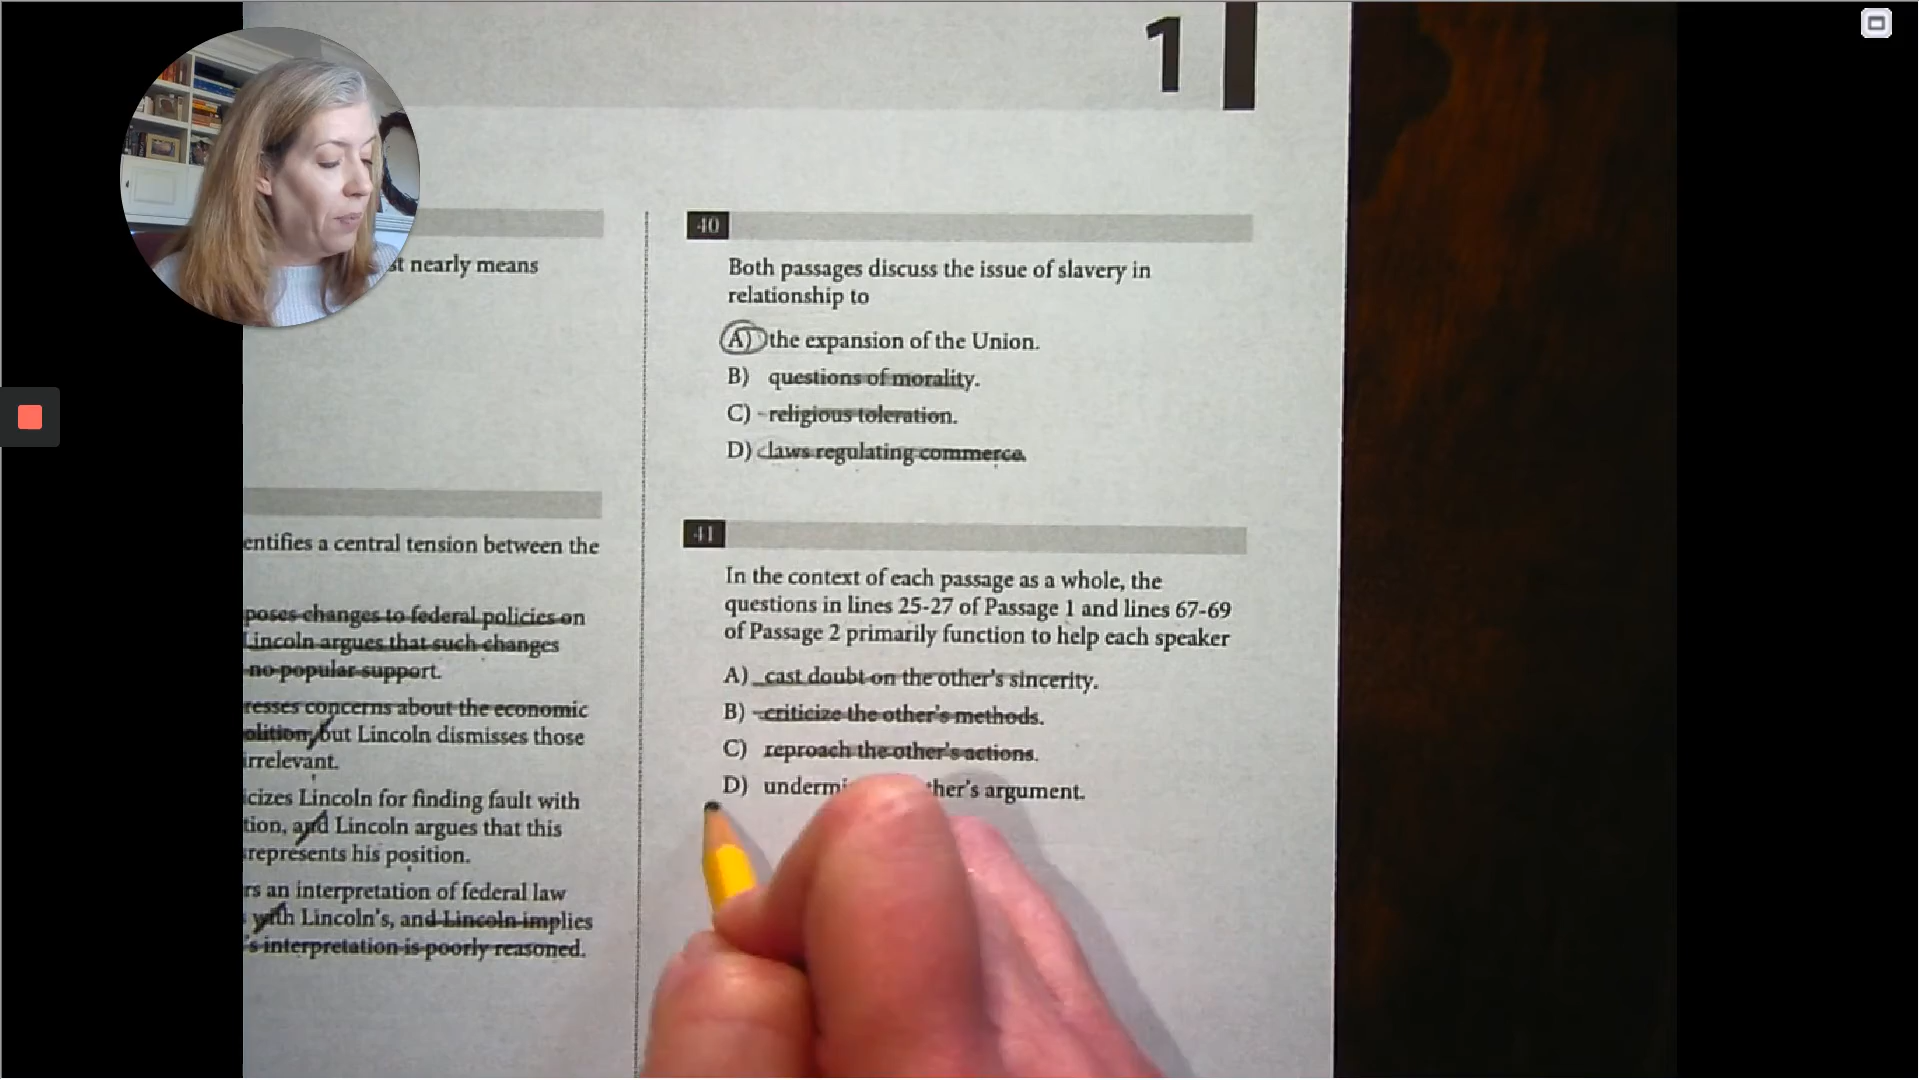 1
st nearly means
entifies a central tension between the
poses changes to federal policies on
Lincoln argues that such changes
no popular support.
resses concerns about the economic
olition, but Lincoln dismisses those
irrelevant.
icizes Lincoln for finding fault with
tion, and Lincoln argues that this
represents his position.
rs an interpretation of federal law
with Lincoln's, and Lincoln implies
's interpretation is poorly reasoned.
40
Both passages discuss the issue of slavery in
relationship to
A) the expansion of the Union.
B) questions of morality.
C) religious toleration.
D) laws regulating commerce.
41
In the context of each passage as a whole, the
questions in lines 25-27 of Passage 1 and lines 67-69
of Passage 2 primarily function to help each speaker
A) cast doubt on the other's sincerity.
B) criticize the other's methods.
C) reproach the other's actions.
D) undermi ther's argument.